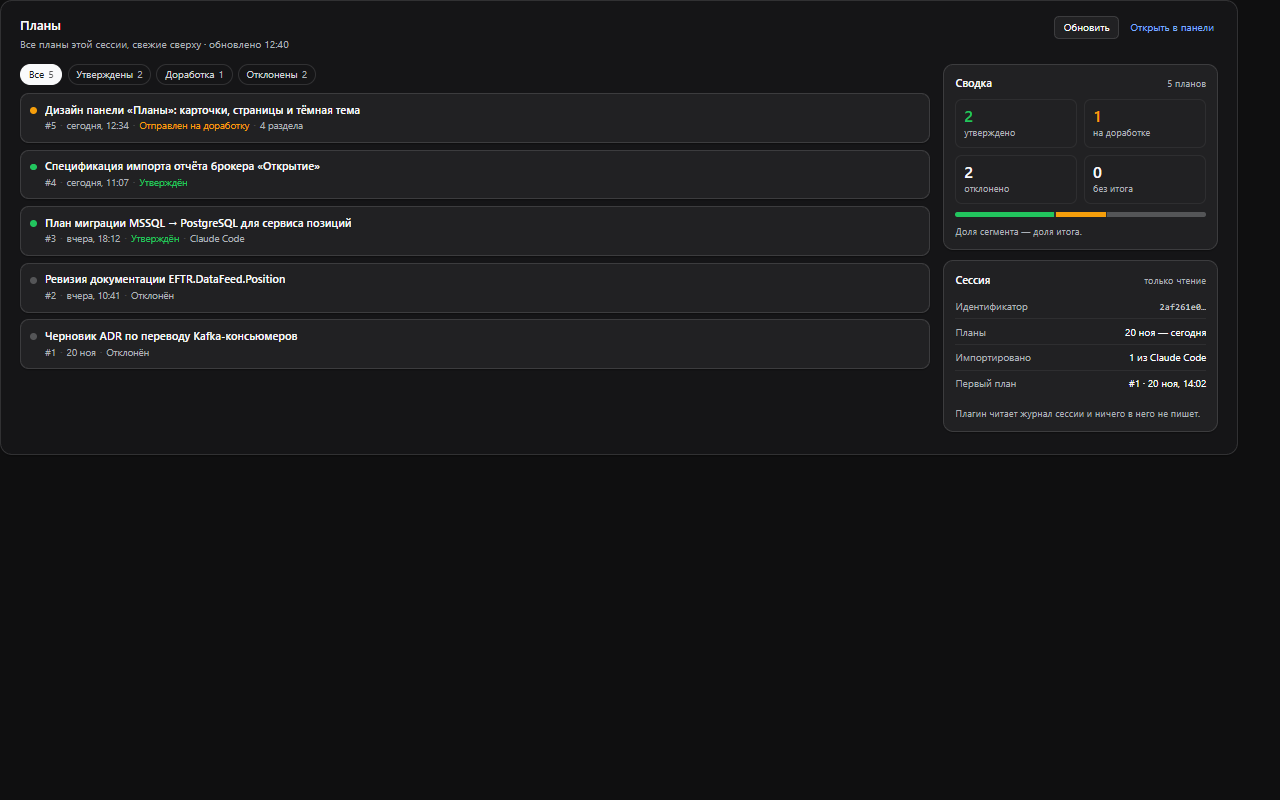 Планы
Все планы этой сессии, свежие сверху · обновлено 12:40
Обновить
Открыть в панели
Все 5
Утверждены 2
Доработка 1
Отклонены 2
Дизайн панели «Планы»: карточки, страницы и тёмная тема
#5 · сегодня, 12:34 · Отправлен на доработку · 4 раздела
Спецификация импорта отчёта брокера «Открытие»
#4 · сегодня, 11:07 · Утверждён
План миграции MSSQL → PostgreSQL для сервиса позиций
#3 · вчера, 18:12 · Утверждён · Claude Code
Ревизия документации EFTR.DataFeed.Position
#2 · вчера, 10:41 · Отклонён
Черновик ADR по переводу Kafka-консьюмеров
#1 · 20 ноя · Отклонён
Сводка
5 планов
2
утверждено
1
на доработке
2
отклонено
0
без итога
Доля сегмента — доля итога.
Сессия
только чтение
Идентификатор
2af261e0…
Планы
20 ноя — сегодня
Импортировано
1 из Claude Code
Первый план
#1 · 20 ноя, 14:02
Плагин читает журнал сессии и ничего в него не пишет.